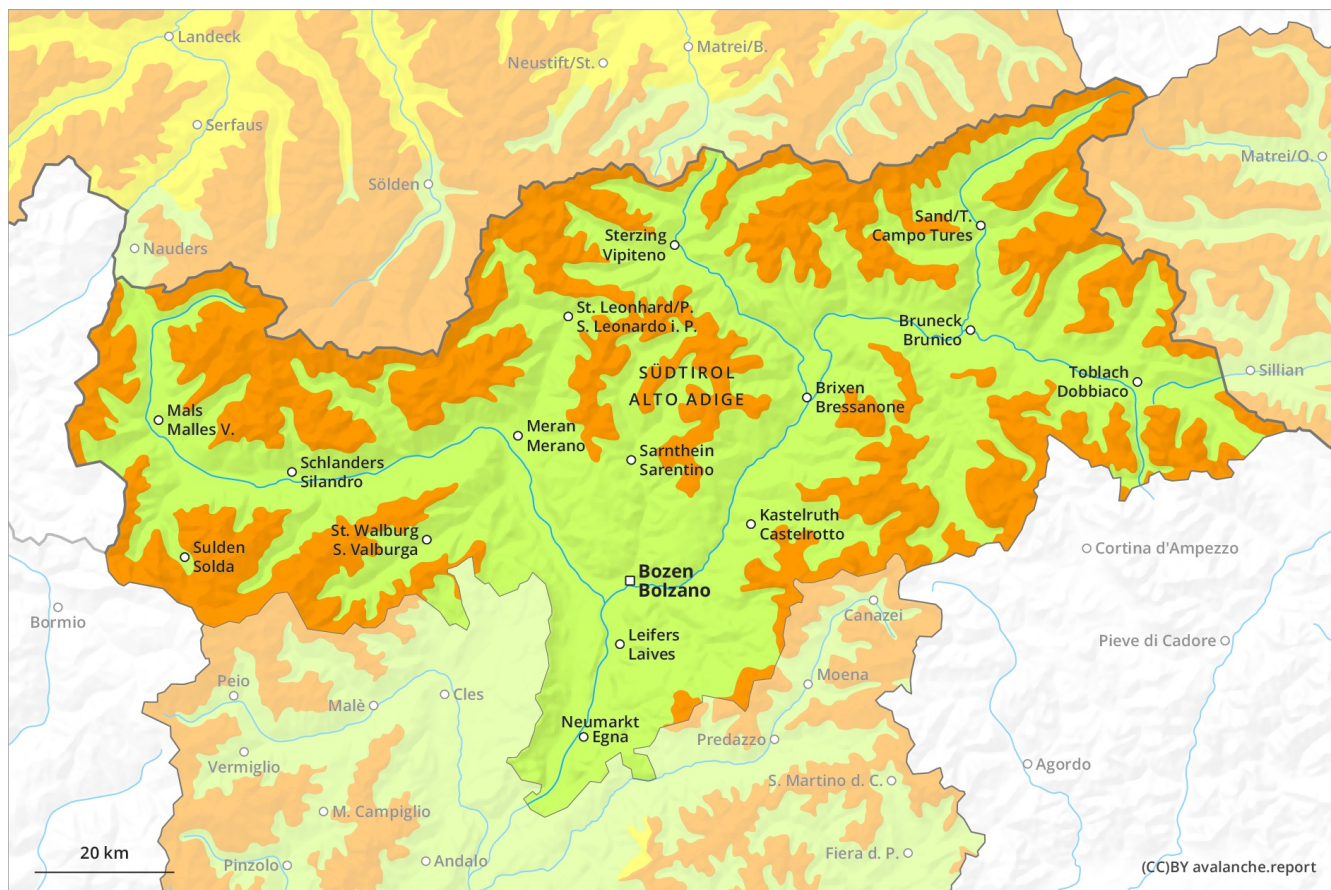 Landeck
Matrei/B.
Neustift/St.
Serfaus
Matrei/O.
Sölden
Sand/T.
Campo Tures
Sterzing
Vipiteno
Nauders
St. Leonhard/P.
S. Leonardo i. P.
Bruneck
Brunico
SÜDTIROL
ALTO ADIGE
Toblach
Dobbiaco
Sillian
Brixen
Bressanone
Mals
Malles V.
Meran
Merano
Sarnthein
Sarentino
Schlanders
Silandro
Kastelruth
Castelrotto
St. Walburg
S. Valburga
Sulden
Solda
Cortina d'Ampezzo
Bozen
Bolzano
Bormio
Canazei
Leifers
Laives
Pieve di Cadore
Moena
Peio
Cles
Malè
Neumarkt
Egna
Predazzo
Vermiglio
Agordo
S. Martino d. C.
M. Campiglio
20 km
Pinzolo
Andalo
Fiera d. P.
(CC)BY avalanche.report